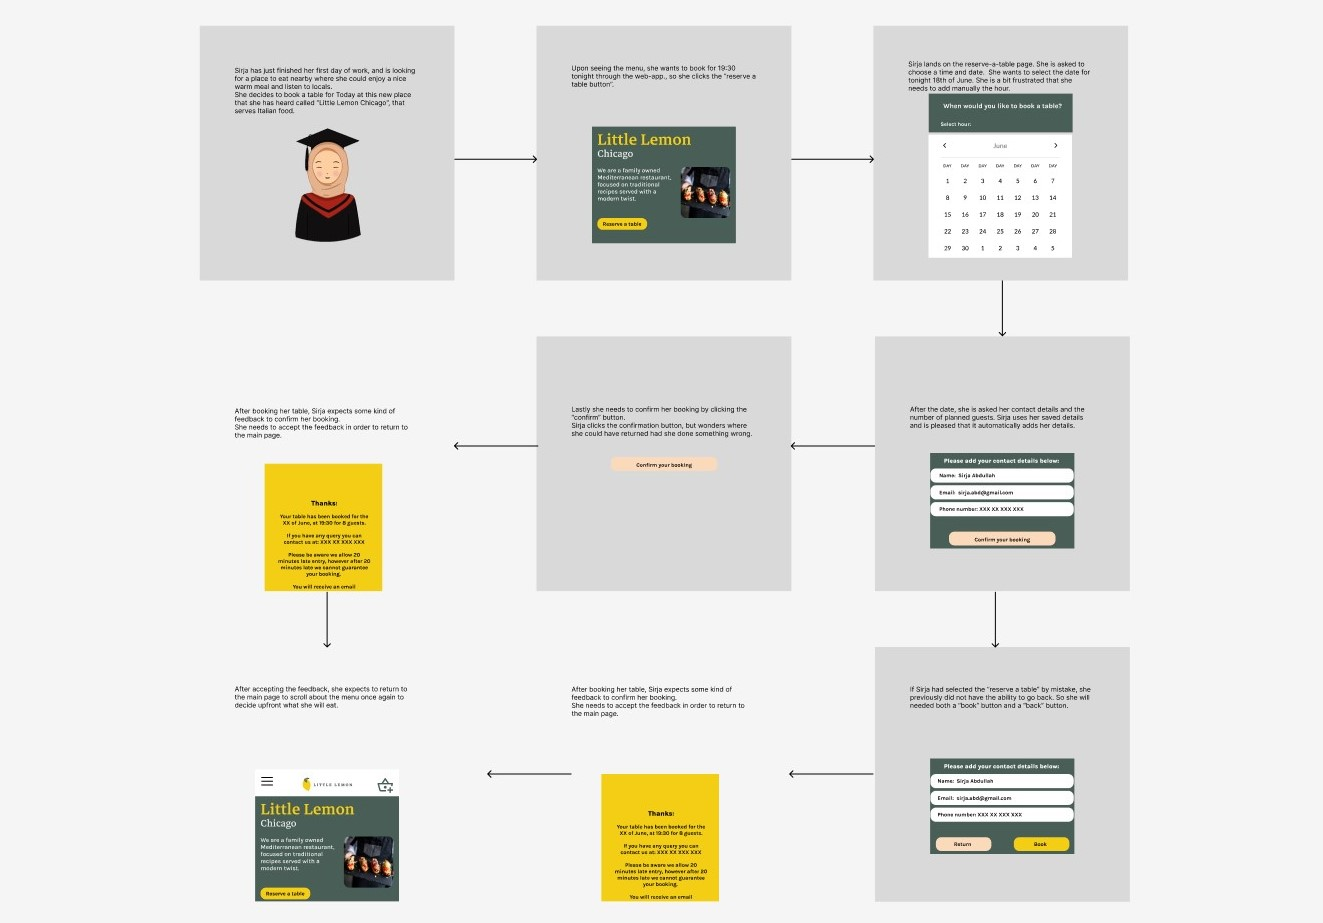 Sirja has just finished her first day of work, and is looking
for a place to eat nearby where she could enjoy a nice
warm meal and listen to locals.
She decides to book a table for Today at this new place
that she has heard called "Little Lemon Chicago", that
serves Italian food.
Upon seeing the menu, she wants to book for 19:30
tonight through the web-app., so she clicks the "reserve a
table button".
Little Lemon
Chicago
We are a family owned
Mediterranean restaurant,
focused on traditional
recipes served with a
modern twist.
Reserve a table
Sirja lands on the reserve-a-table page. She is asked to
choose a time and date.  She wants to select the date for
tonight 18th of June. She is a bit frustrated that she
needs to add manually the hour.
When would you like to book a table?
Select hour:
June
DAY DAY DAY DAY DAY DAY DAY
1 2 3 4 5 6 7
8 9 10 11 12 13 14
15 16 17 18 19 20 21
22 23 24 25 26 27 28
29 30 1 2 3 4 5
After booking her table, Sirja expects some kind of
feedback to confirm her booking.
She needs to accept the feedback in order to return to
the main page.
Thanks:
Your table has been booked for the
XX of June, at 19:30 for 8 guests.
If you have any query you can
contact us at: XXX XX XXX XXX
Please be aware we allow 20
minutes late entry, however after 20
minutes late we cannot guarantee
your booking.
You will receive an email
Lastly she needs to confirm her booking by clicking the
"confirm" button.
Sirja clicks the confirmation button, but wonders where
she could have returned had she done something wrong.
Confirm your booking
After the date, she is asked her contact details and the
number of planned guests. Sirja uses her saved details
and is pleased that it automatically adds her details.
Please add your contact details below:
Name: Sirja Abdullah
Email: sirja.abd@gmail.com
Phone number: XXX XX XXX XXX
Confirm your booking
After accepting the feedback, she expects to return to
the main page to scroll about the menu once again to
decide upfront what she will eat.
LITTLE LEMON
Little Lemon
Chicago
We are a family owned
Mediterranean restaurant,
focused on traditional
recipes served with a
modern twist.
Reserve a table
After booking her table, Sirja expects some kind of
feedback to confirm her booking.
She needs to accept the feedback in order to return to
the main page.
Thanks:
Your table has been booked for the
XX of June, at 19:30 for 8 guests.
If you have any query you can
contact us at: XXX XX XXX XXX
Please be aware we allow 20
minutes late entry, however after 20
minutes late we cannot guarantee
your booking.
You will receive an email
If Sirja had selected the "reserve a table" by mistake, she
previously did not have the ability to go back. So she will
needed both a "book" button and a "back" button.
Please add your contact details below:
Name: Sirja Abdullah
Email: sirja.abd@gmail.com
Phone number: XXX XX XXX XXX
Return
Book